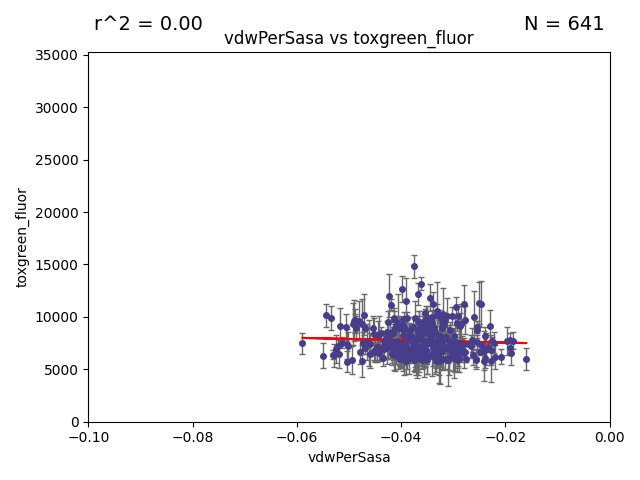 r^2 = 0.00
N = 641
vdwPerSasa vs toxgreen_fluor
35000
30000
25000
20000
15000
10000
5000
0
toxgreen_fluor
−0.10
−0.08
−0.06
−0.04
−0.02
0.00
vdwPerSasa